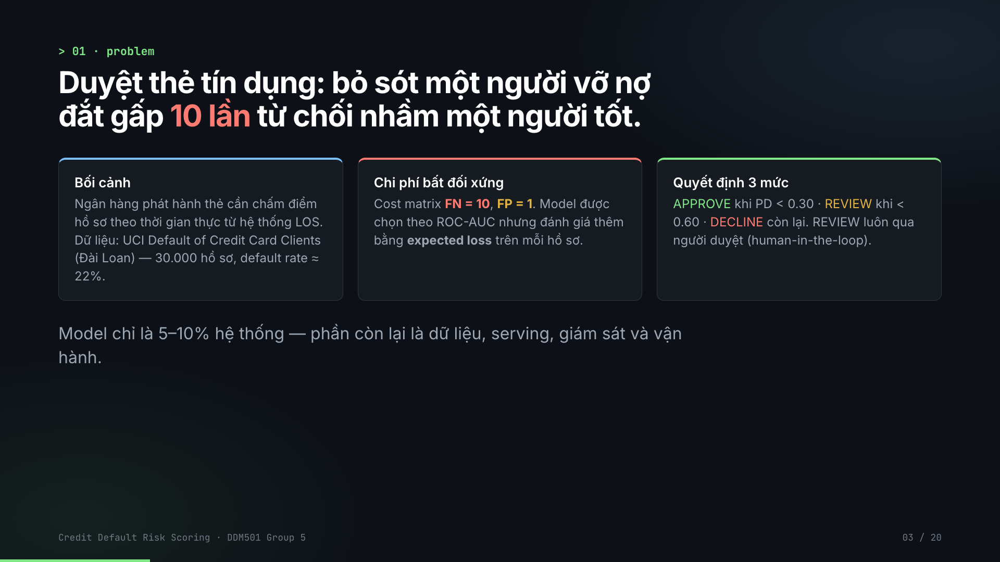 > 01 · problem
Duyệt thẻ tín dụng: bỏ sót một người vỡ nợ
đắt gấp 10 lần từ chối nhầm một người tốt.
Bối cảnh
Ngân hàng phát hành thẻ cần chấm điểm
hồ sơ theo thời gian thực từ hệ thống LOS.
Dữ liệu: UCI Default of Credit Card Clients
(Đài Loan) — 30.000 hồ sơ, default rate ≈
22%.
Chi phí bất đối xứng
Cost matrix FN = 10, FP = 1. Model được
chọn theo ROC-AUC nhưng đánh giá thêm
bằng expected loss trên mỗi hồ sơ.
Quyết định 3 mức
APPROVE khi PD < 0.30 · REVIEW khi <
0.60 · DECLINE còn lại. REVIEW luôn qua
người duyệt (human-in-the-loop).
Model chỉ là 5–10% hệ thống — phần còn lại là dữ liệu, serving, giám sát và vận
hành.
Credit Default Risk Scoring · DDM501 Group 5
03 / 20